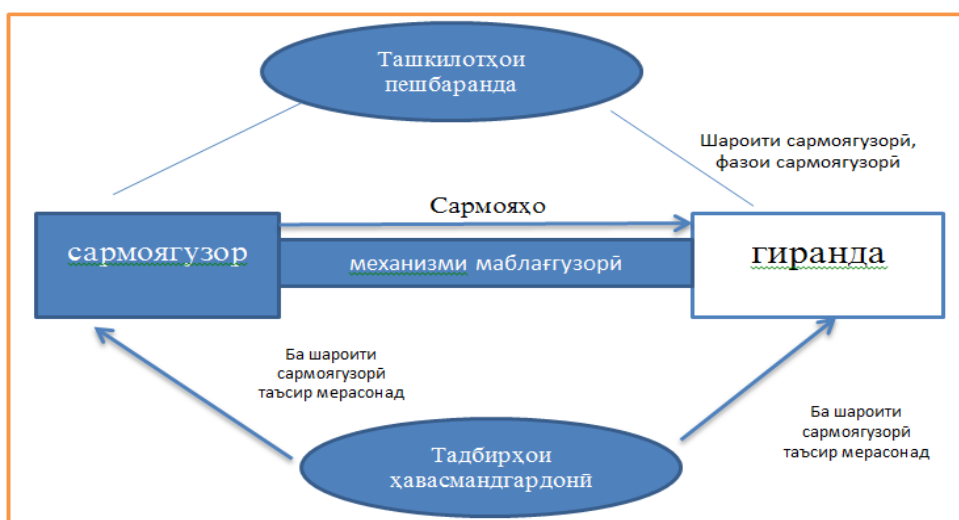 Ташкилотҳои
пешбаранда
Шароити сармоягузорӣ,
фазои сармоягузорӣ
Сармояҳо
сармоягузор
механизми маблағгузорӣ
гиранда
Ба шароити
сармоягузорӣ
таъсир мерасонад
Ба шароити
сармоягузорӣ
таъсир мерасонад
Тадбирҳои
ҳавасмандгардонӣ